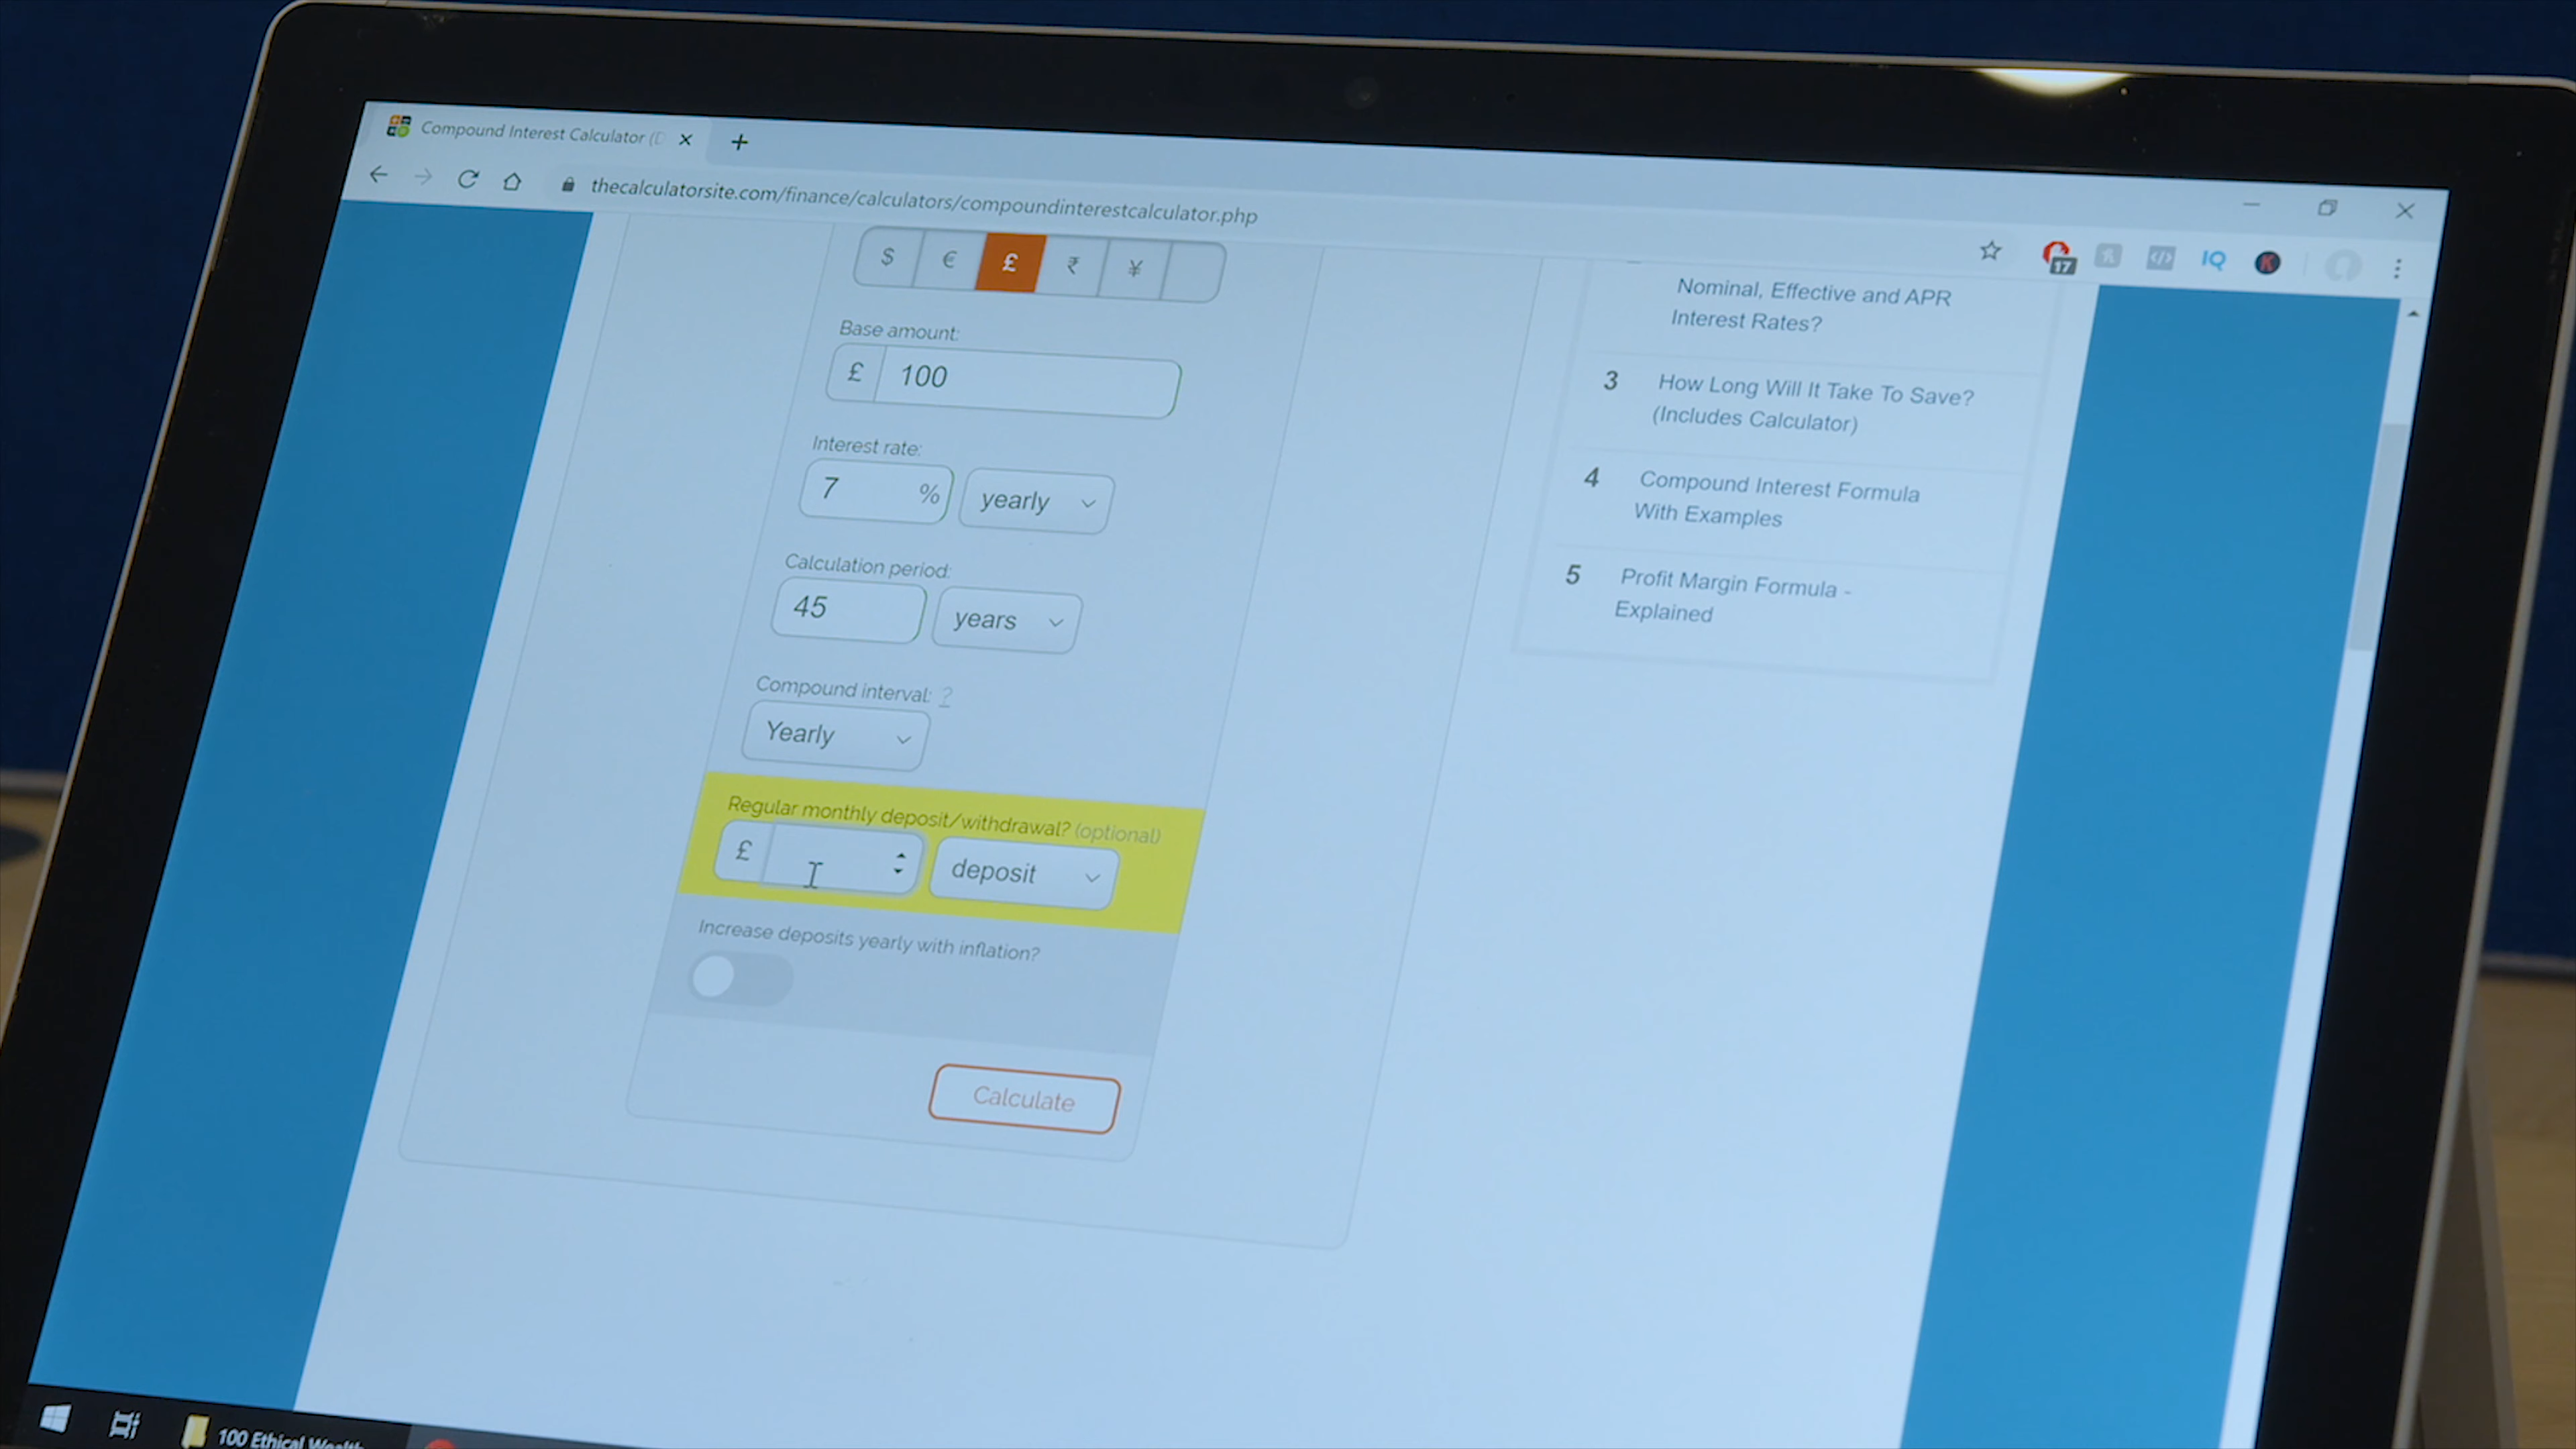 Compound Interest Calculator (D
thecalculatorsite.com/finance/calculators/compoundinterestcalculator.php
17
IQ
K
$ € £ ₹ ¥
Base amount:
£ 100
Interest rate:
7 % yearly
Calculation period:
45 years
Compound interval: ?
Yearly
Regular monthly deposit/withdrawal? (optional)
£ deposit
Increase deposits yearly with inflation?
Calculate
Nominal, Effective and APR
Interest Rates?
3 How Long Will It Take To Save?
(Includes Calculator)
4 Compound Interest Formula
With Examples
5 Profit Margin Formula -
Explained
100 Ethical Wealth